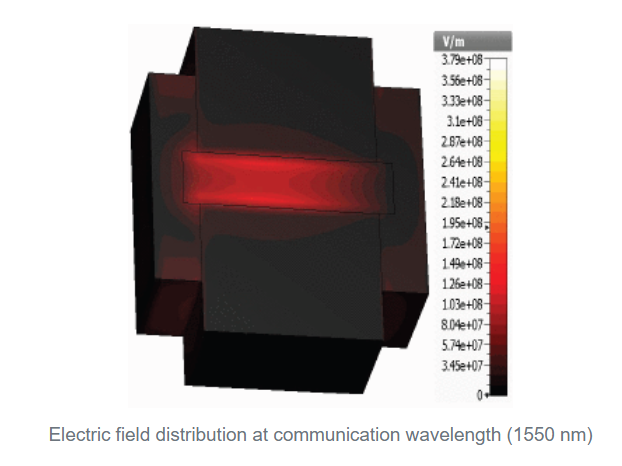 V/m
3.79e+08
3.56e+08
3.33e+08
3.1e+08
2.87e+08
2.64e+08
2.41e+08
2.18e+08
1.95e+08
1.72e+08
1.49e+08
1.26e+08
1.03e+08
8.04e+07
5.74e+07
3.45e+07
0
Electric field distribution at communication wavelength (1550 nm)